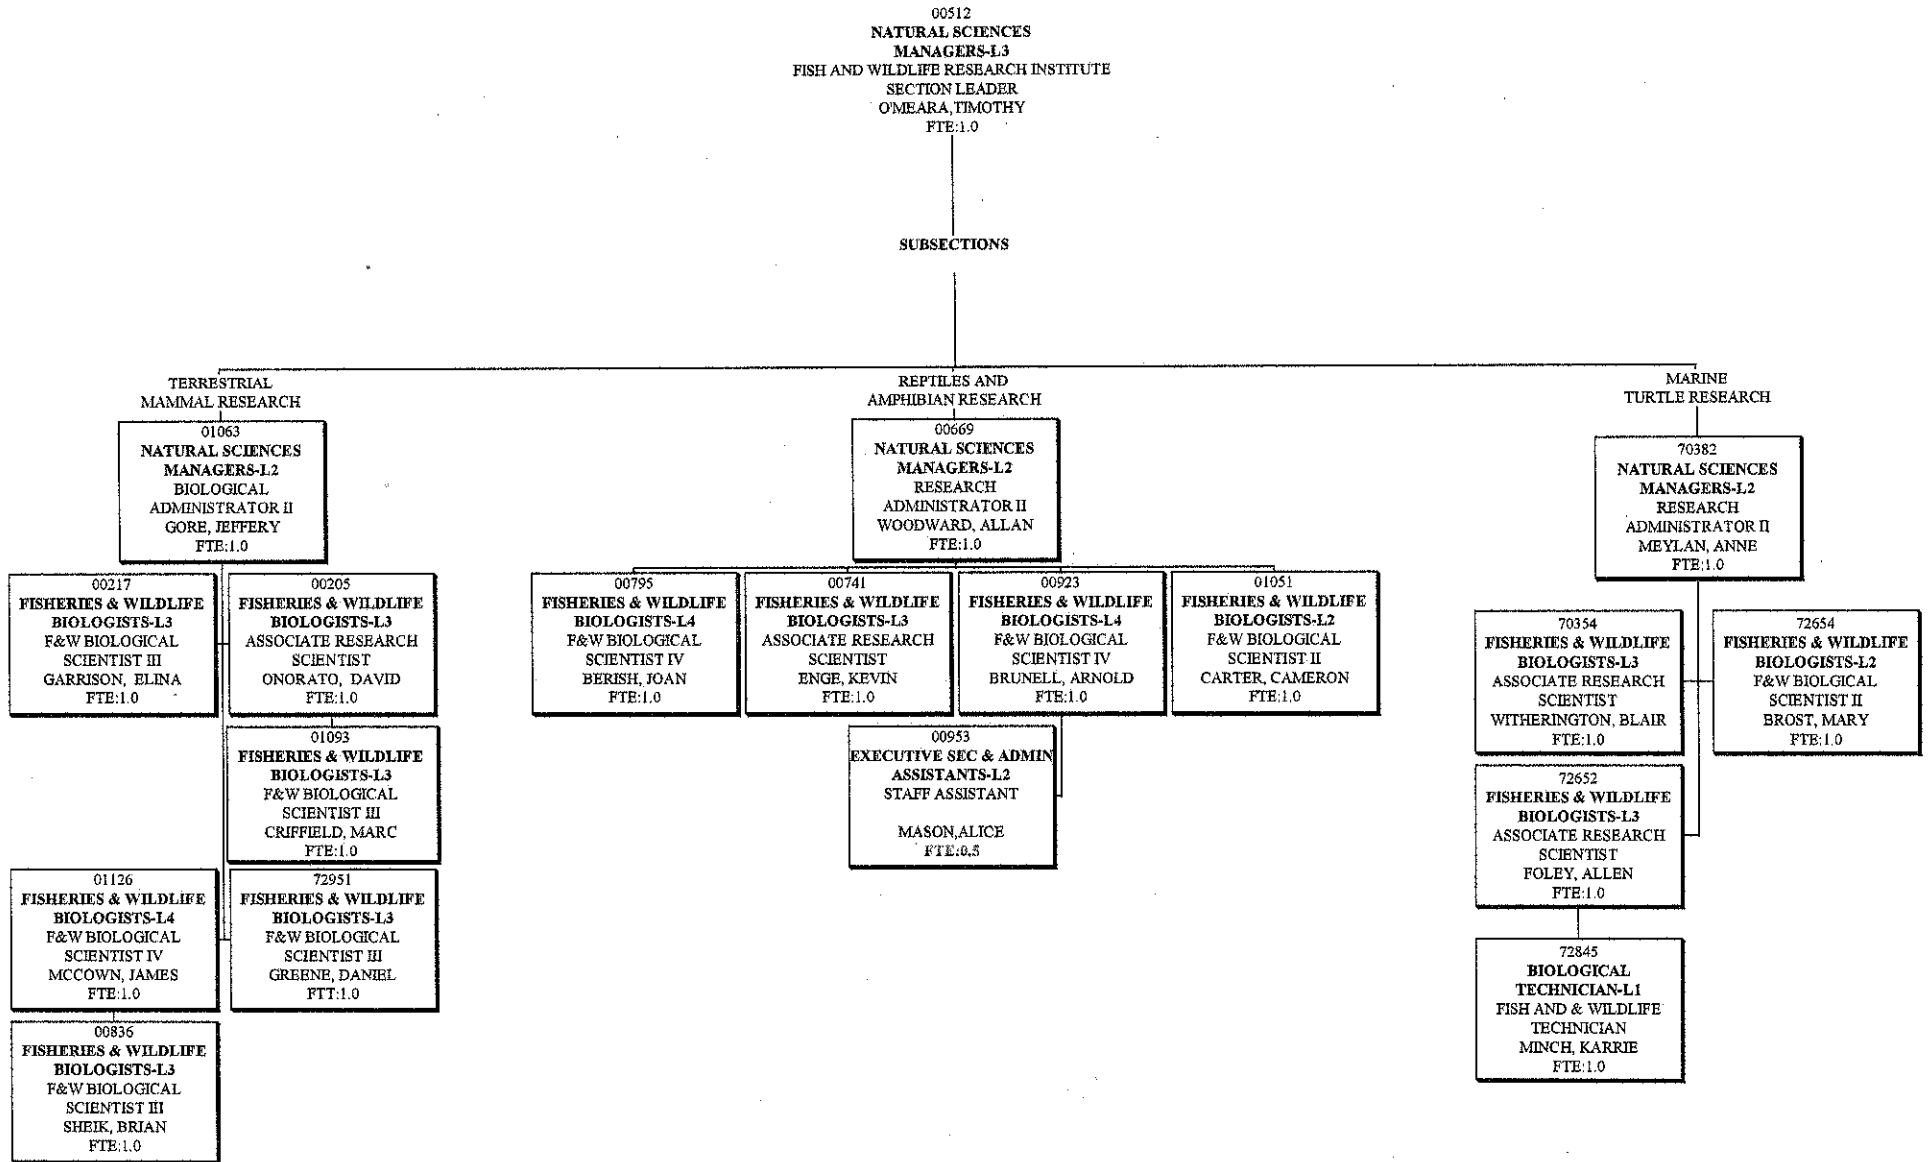 00512
NATURAL SCIENCES
MANAGERS-L3
FISH AND WILDLIFE RESEARCH INSTITUTE
SECTION LEADER
O'MEARA,TIMOTHY
FTE:1.0
SUBSECTIONS
TERRESTRIAL
MAMMAL RESEARCH
01063
NATURAL SCIENCES
MANAGERS-L2
BIOLOGICAL
ADMINISTRATOR II
GORE, JEFFERY
FTE:1.0
00217
FISHERIES & WILDLIFE
BIOLOGISTS-L3
F&W BIOLOGICAL
SCIENTIST III
GARRISON, ELINA
FTE:1.0
00205
FISHERIES & WILDLIFE
BIOLOGISTS-L3
ASSOCIATE RESEARCH
SCIENTIST
ONORATO, DAVID
FTE:1.0
01093
FISHERIES & WILDLIFE
BIOLOGISTS-L3
F&W BIOLOGICAL
SCIENTIST III
CRIFFIELD, MARC
FTE:1.0
01126
FISHERIES & WILDLIFE
BIOLOGISTS-L4
F&W BIOLOGICAL
SCIENTIST IV
MCCOWN, JAMES
FTE:1.0
72951
FISHERIES & WILDLIFE
BIOLOGISTS-L3
F&W BIOLOGICAL
SCIENTIST III
GREENE, DANIEL
FTT:1.0
00836
FISHERIES & WILDLIFE
BIOLOGISTS-L3
F&W BIOLOGICAL
SCIENTIST III
SHEIK, BRIAN
FTE:1.0
REPTILES AND
AMPHIBIAN RESEARCH
00669
NATURAL SCIENCES
MANAGERS-L2
RESEARCH
ADMINISTRATOR II
WOODWARD, ALLAN
FTE:1.0
00795
FISHERIES & WILDLIFE
BIOLOGISTS-L4
F&W BIOLOGICAL
SCIENTIST IV
BERISH, JOAN
FTE:1.0
00741
FISHERIES & WILDLIFE
BIOLOGISTS-L3
ASSOCIATE RESEARCH
SCIENTIST
ENGE, KEVIN
FTE:1.0
00923
FISHERIES & WILDLIFE
BIOLOGISTS-L4
F&W BIOLOGICAL
SCIENTIST IV
BRUNELL, ARNOLD
FTE:1.0
01051
FISHERIES & WILDLIFE
BIOLOGISTS-L2
F&W BIOLOGICAL
SCIENTIST II
CARTER, CAMERON
FTE:1.0
00953
EXECUTIVE SEC & ADMIN
ASSISTANTS-L2
STAFF ASSISTANT
MASON,ALICE
FTE:0.5
MARINE
TURTLE RESEARCH
70382
NATURAL SCIENCES
MANAGERS-L2
RESEARCH
ADMINISTRATOR II
MEYLAN, ANNE
FTE:1.0
70354
FISHERIES & WILDLIFE
BIOLOGISTS-L3
ASSOCIATE RESEARCH
SCIENTIST
WITHERINGTON, BLAIR
FTE:1.0
72654
FISHERIES & WILDLIFE
BIOLOGISTS-L2
F&W BIOLGICAL
SCIENTIST II
BROST, MARY
FTE:1.0
72652
FISHERIES & WILDLIFE
BIOLOGISTS-L3
ASSOCIATE RESEARCH
SCIENTIST
FOLEY, ALLEN
FTE:1.0
72845
BIOLOGICAL
TECHNICIAN-L1
FISH AND & WILDLIFE
TECHNICIAN
MINCH, KARRIE
FTE:1.0